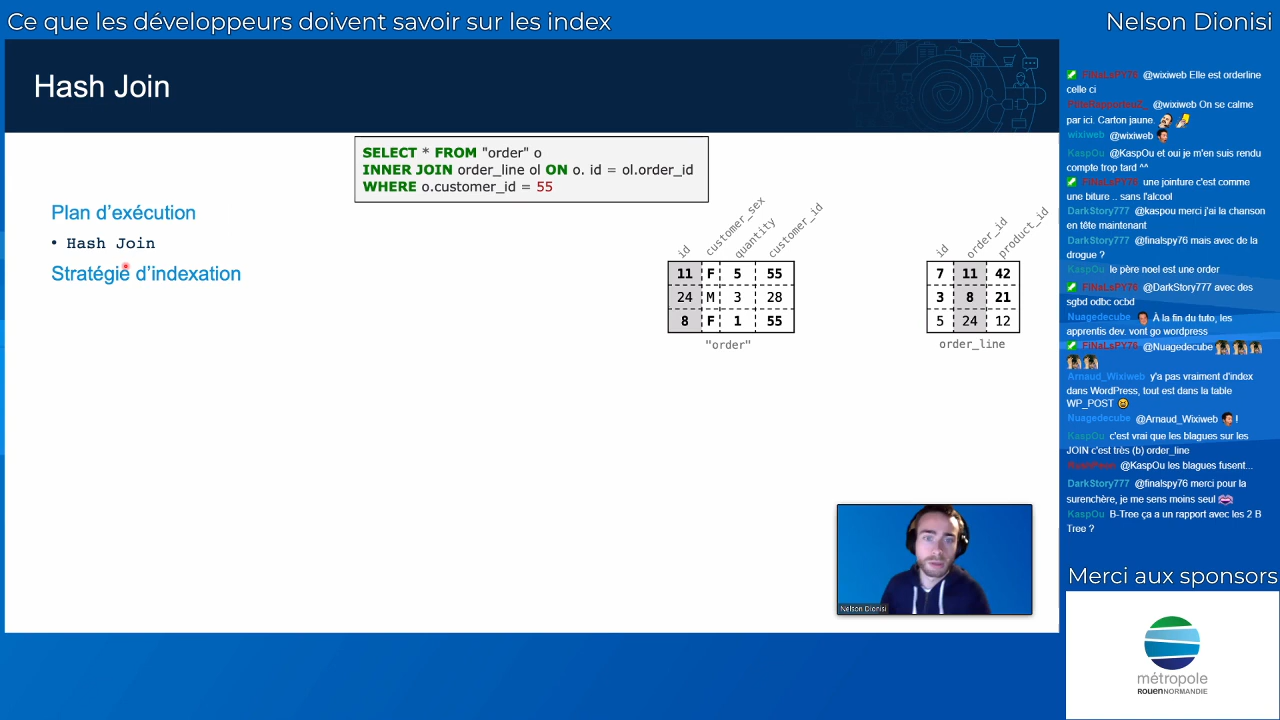 Ce que les développeurs doivent savoir sur les index
Nelson Dionisi
Hash Join
SELECT * FROM "order" o
INNER JOIN order_line ol ON o. id = ol.order_id
WHERE o.customer_id = 55
Plan d'exécution
• Hash Join
Stratégie d'indexation
id customer_sex quantity customer_id
11 F 5 55
24 M 3 28
8 F 1 55
"order"
id order_id product_id
7 11 42
3 8 21
5 24 12
order_line
Nelson Dionisi
FiNaLsPY76 @wixiweb Elle est orderline
celle ci
@wixiweb On se calme
par ici. Carton jaune.
wixiweb @wixiweb
KaspOu @KaspOu et oui je m'en suis rendu
compte trop tard ^^
FiNaLsPY76 une jointure c'est comme
une biture .. sans l'alcool
DarkStory777 @kaspou merci j'ai la chanson
en tête maintenant
DarkStory777 @finalspy76 mais avec de la
drogue ?
KaspOu le père noel est une order
FiNaLsPY76 @DarkStory777 avec des
sgbd odbc ocbd
Nuagedecube À la fin du tuto, les
apprentis dev. vont go wordpress
FiNaLsPY76 @Nuagedecube
Arnaud_Wixiweb y'a pas vraiment d'index
dans WordPress, tout est dans la table
WP_POST
Nuagedecube @Arnaud_Wixiweb !
KaspOu c'est vrai que les blagues sur les
JOIN c'est très (b) order_line
@KaspOu les blagues fusent...
DarkStory777 @finalspy76 merci pour la
surenchère, je me sens moins seul
KaspOu B-Tree ça a un rapport avec les 2 B
Tree ?
Merci aux sponsors
métropole
ROUENNORMANDIE